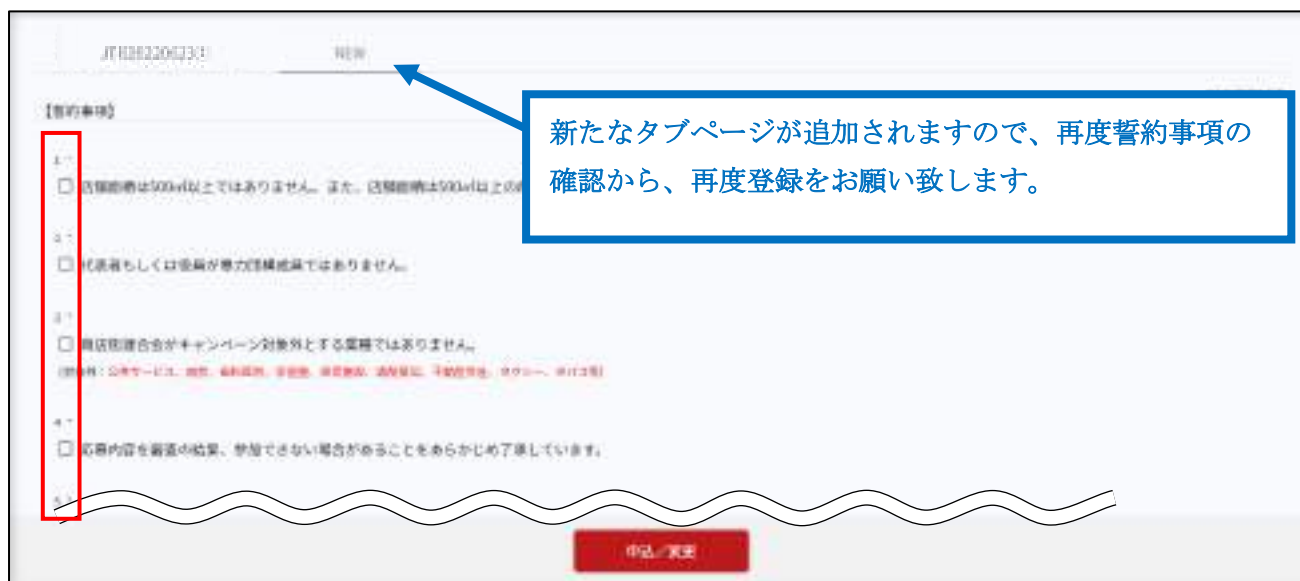 NEW
【誓約事項】
新たなタブページが追加されますので、再度誓約事項の
確認から、再度登録をお願い致します。
1 *
店舗面積は500㎡以上ではありません。また、店舗面積は500㎡以上の
2 *
代表者もしくは役員が暴力団構成員ではありません。
3 *
商店街連合会がキャンペーン対象外とする業種ではありません。
4 *
応募内容を審査の結果、参加できない場合があることをあらかじめ了承しています。
5 *
申込／変更